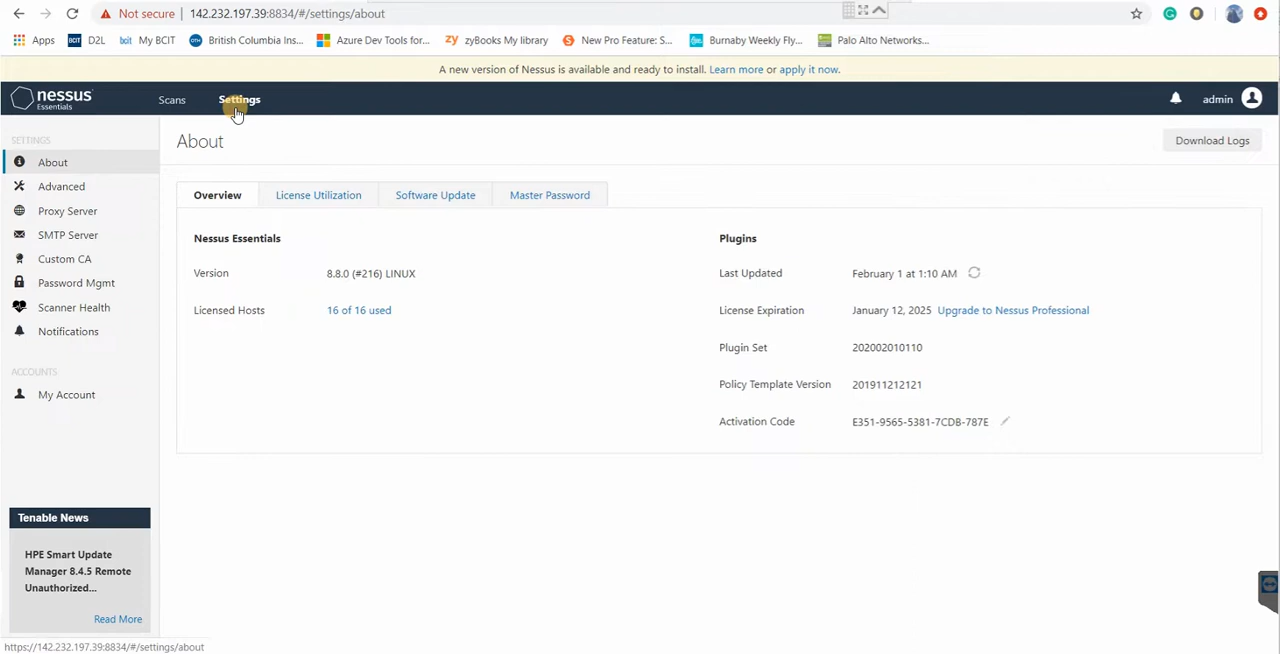 Not secure | 142.232.197.39:8834/#/settings/about
Apps BDT D2L bcit My BCIT OTN British Columbia Ins... Azure Dev Tools for... zy zyBooks My library New Pro Feature: S... Burnaby Weekly Fly... Palo Alto Networks...
A new version of Nessus is available and ready to install. Learn more or apply it now.
nessus Essentials Scans Settings admin
SETTINGS
About
Advanced
Proxy Server
SMTP Server
Custom CA
Password Mgmt
Scanner Health
Notifications
ACCOUNTS
My Account
Tenable News
HPE Smart Update
Manager 8.4.5 Remote
Unauthorized...
Read More
About Download Logs
Overview License Utilization Software Update Master Password
Nessus Essentials
Version 8.8.0 (#216) LINUX
Licensed Hosts 16 of 16 used
Plugins
Last Updated February 1 at 1:10 AM
License Expiration January 12, 2025 Upgrade to Nessus Professional
Plugin Set 202002010110
Policy Template Version 201911212121
Activation Code E351-9565-5381-7CDB-787E
https://142.232.197.39:8834/#/settings/about